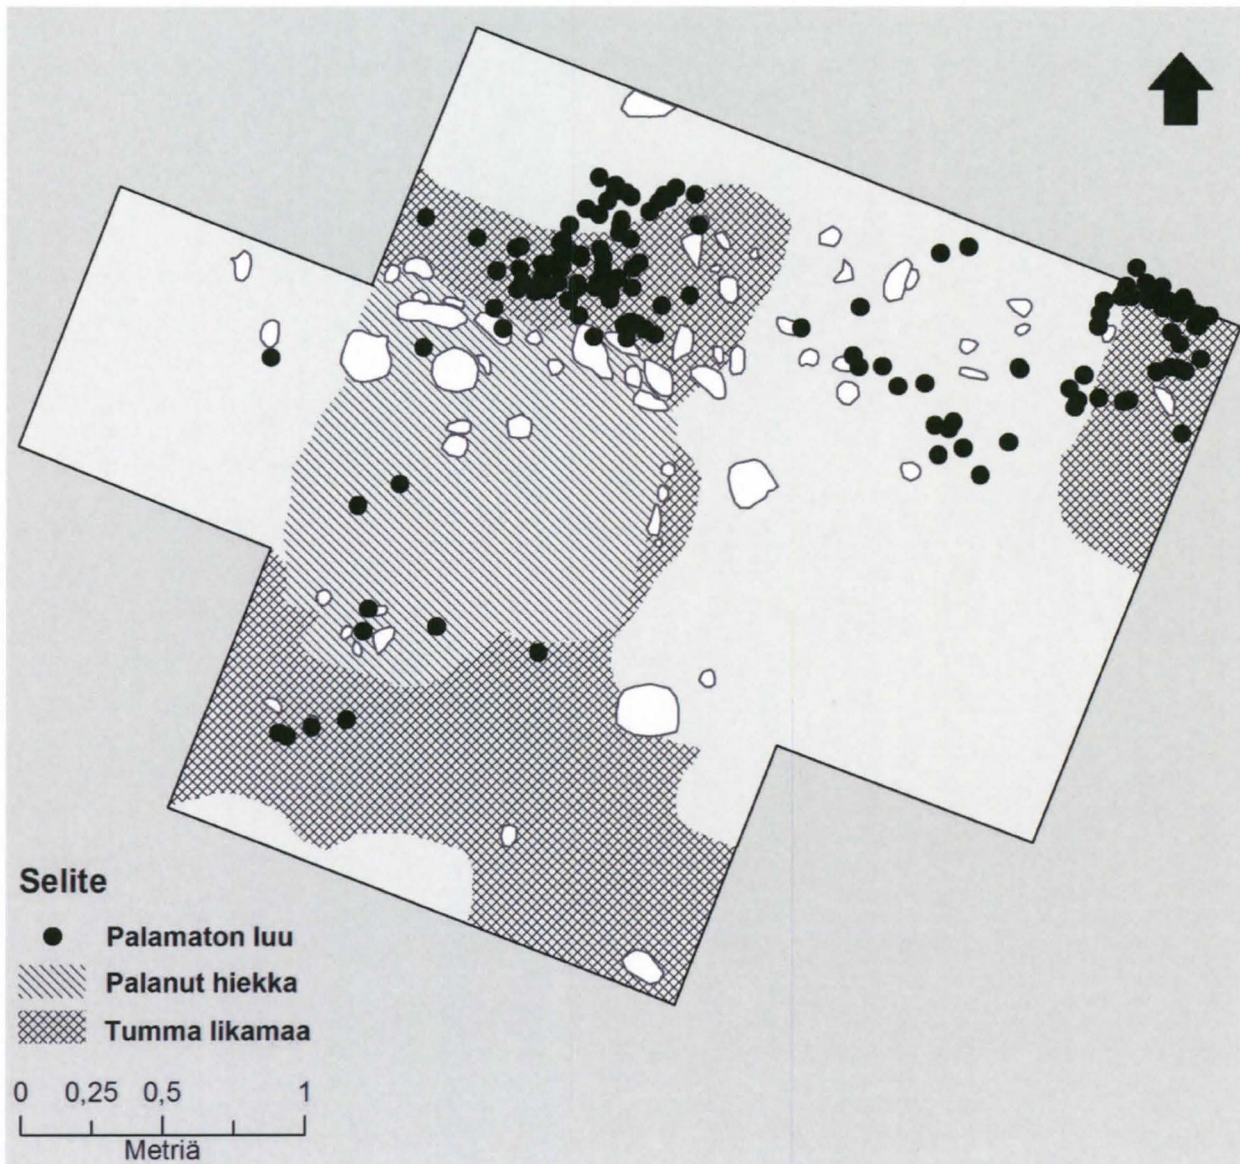 Selite
Palamaton luu
Palanut hiekka
Tumma likamaa
0 0,25 0,5 1
Metriä